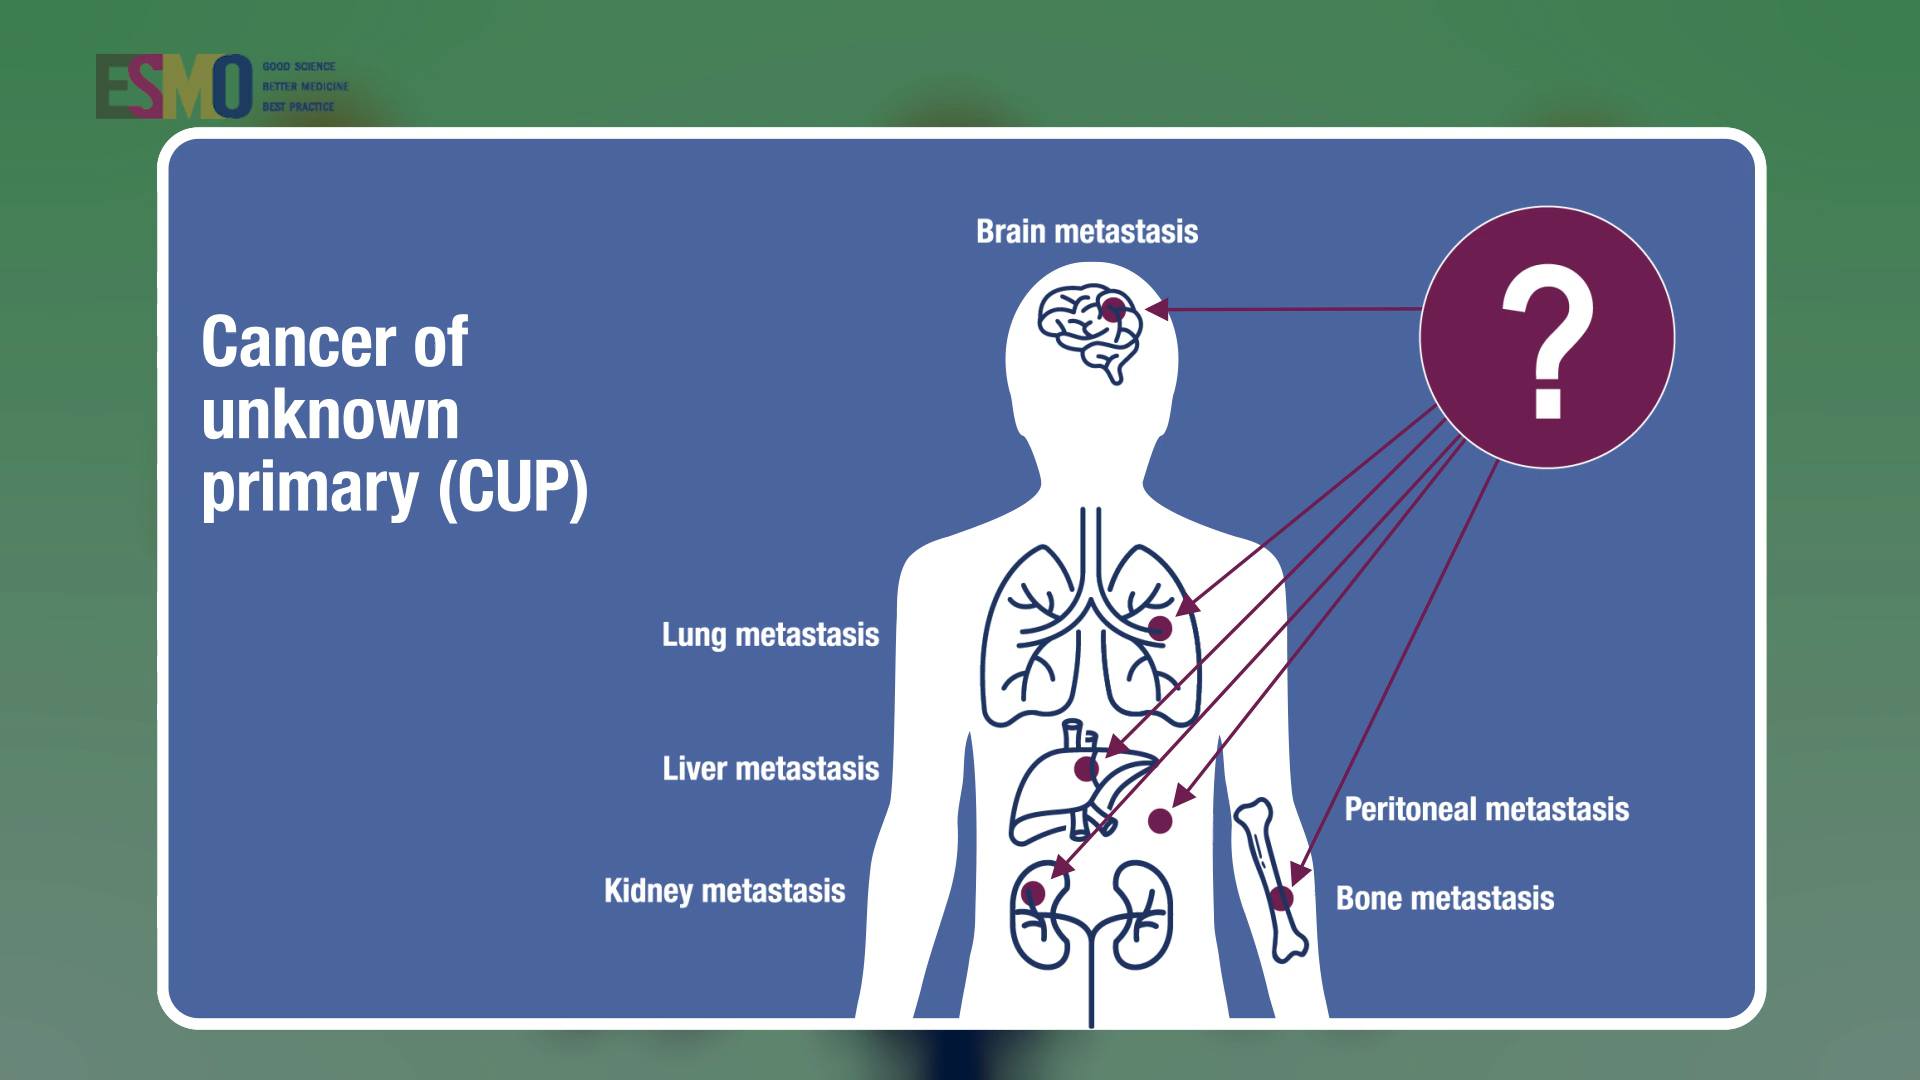 ESMO
GOOD SCIENCE
BETTER MEDICINE
BEST PRACTICE
Cancer of
unknown
primary (CUP)
Brain metastasis
?
Lung metastasis
Liver metastasis
Peritoneal metastasis
Kidney metastasis
Bone metastasis